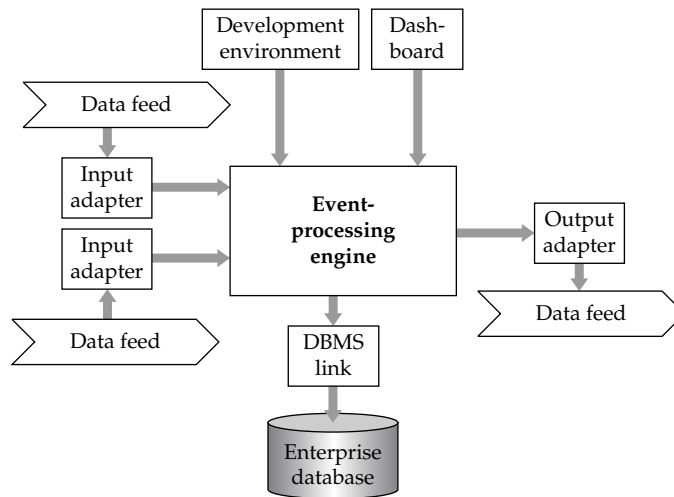 Development
environment
Dash-
board
Data feed
Input
adapter
Input
adapter
Data feed
Event-
processing
engine
Output
adapter
Data feed
DBMS
link
Enterprise
database